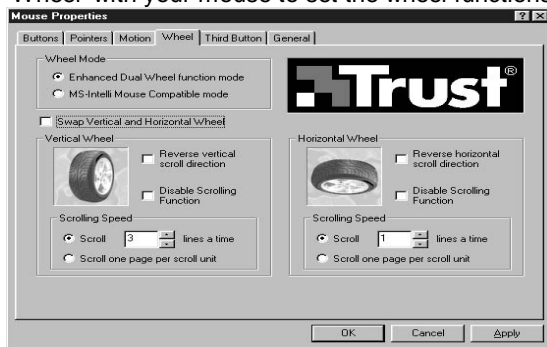 "Wheel" with your mouse to set the wheel functions
Mouse Properties
Buttons Pointers Motion Wheel Third Button General
Wheel Mode
Enhanced Dual Wheel function mode
MS-Intelli Mouse Compatible mode
Trust®
Swap Vertical and Horizontal Wheel
Vertical Wheel
Reverse vertical
scroll direction
Disable Scrolling
Function
Scrolling Speed
Scroll 3 lines a time
Scroll one page per scroll unit
Horizontal Wheel
Reverse horizontal
scroll direction
Disable Scrolling
Function
Scrolling Speed
Scroll 1 lines a time
Scroll one page per scroll unit
OK Cancel Apply